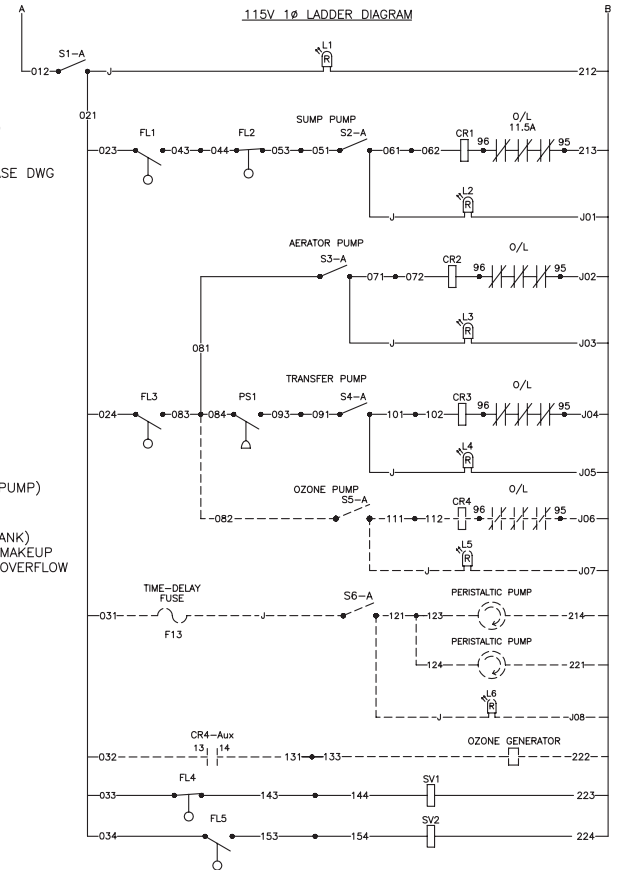 115V 1ø LADDER DIAGRAM
A
B
L1
R
S1-A
012
J
212
021
SUMP PUMP
O/L
11.5A
FL1
FL2
S2-A
CR1
96
95
023
043
044
053
051
061
062
213
ASE DWG
L2
R
J
J01
AERATOR PUMP
S3-A
O/L
CR2
96
95
071
072
J02
L3
R
J
J03
081
TRANSFER PUMP
O/L
FL3
PS1
S4-A
CR3
96
95
024
083
084
093
091
101
102
J04
L4
R
J
J05
PUMP)
OZONE PUMP
O/L
S5-A
CR4
96
95
082
111
112
J06
ANK)
MAKEUP
OVERFLOW
L5
R
J
J07
TIME-DELAY
FUSE
S6-A
PERISTALTIC PUMP
031
J
121
123
214
F13
PERISTALTIC PUMP
124
221
L6
R
J
J08
CR4-Aux
13
14
OZONE GENERATOR
032
131
133
222
FL4
SV1
033
143
144
223
FL5
SV2
034
153
154
224